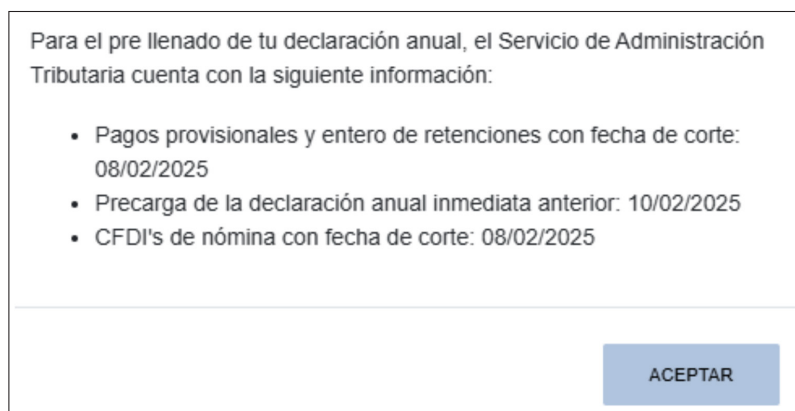 Para el pre llenado de tu declaración anual, el Servicio de Administración
Tributaria cuenta con la siguiente información:
• Pagos provisionales y entero de retenciones con fecha de corte:
08/02/2025
• Precarga de la declaración anual inmediata anterior: 10/02/2025
• CFDI's de nómina con fecha de corte: 08/02/2025
ACEPTAR